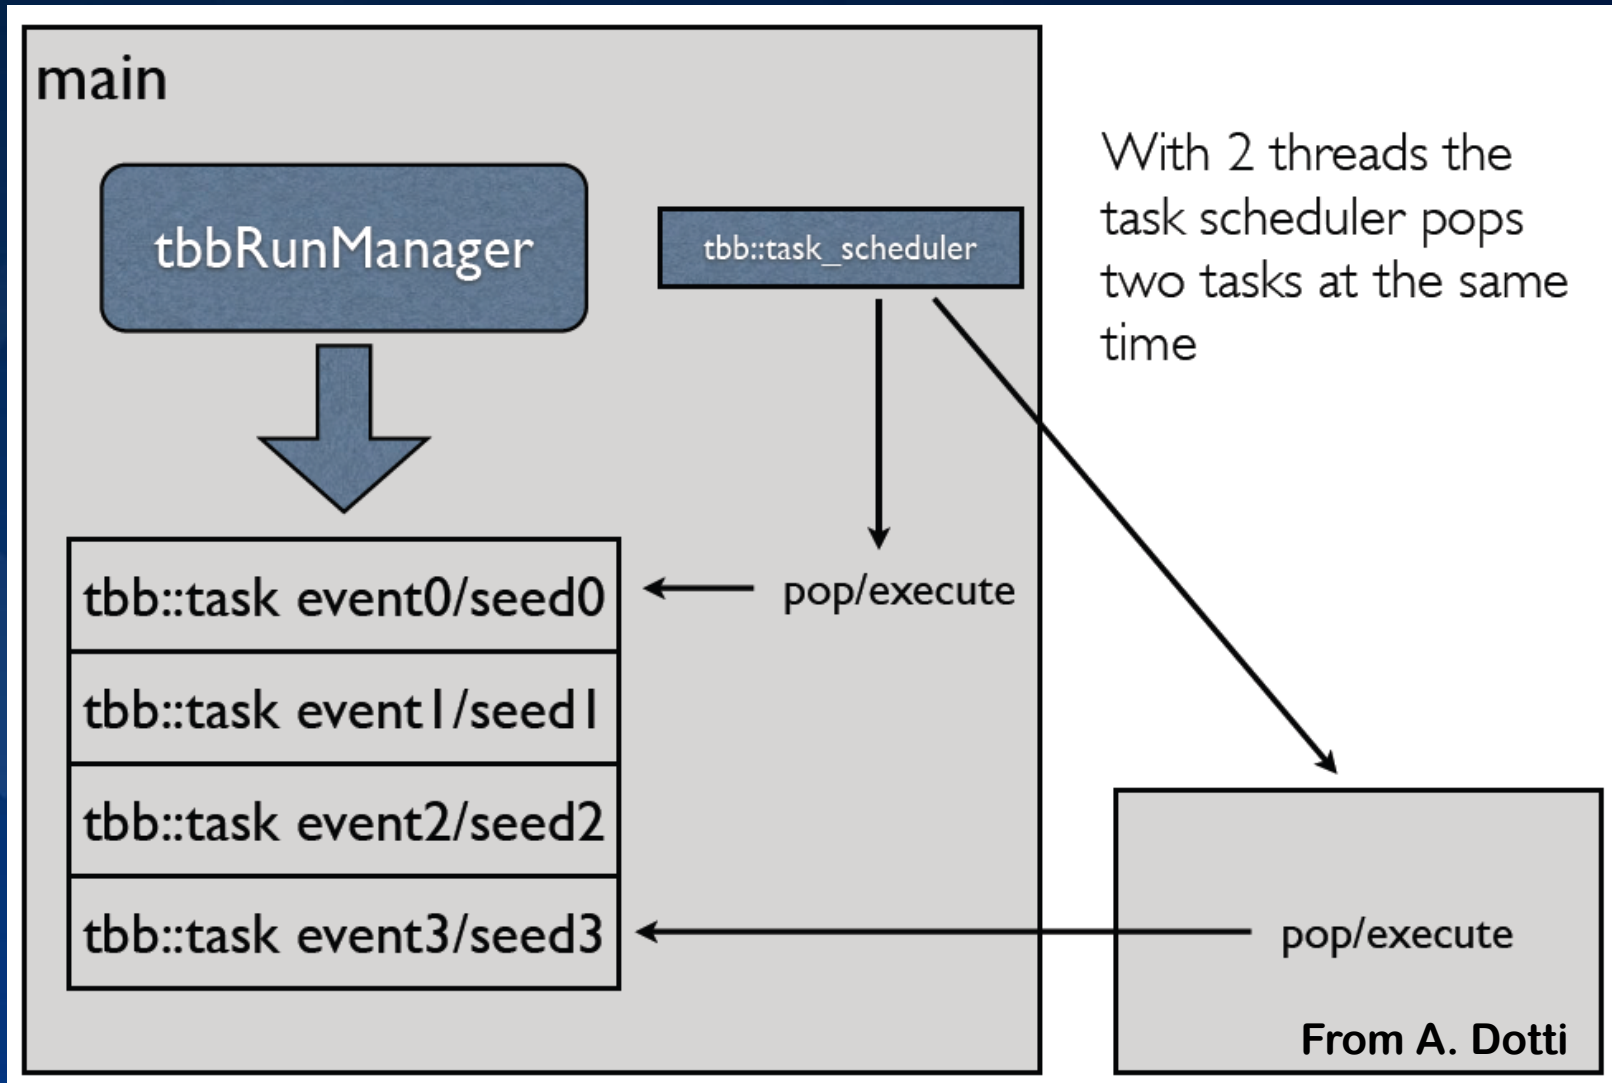 main
With 2 threads the
task scheduler pops
two tasks at the same
time
tbbRunManager
tbb::task_scheduler
tbb::task event0/seed0
pop/execute
tbb::task event1/seed1
tbb::task event2/seed2
tbb::task event3/seed3
pop/execute
From A. Dotti